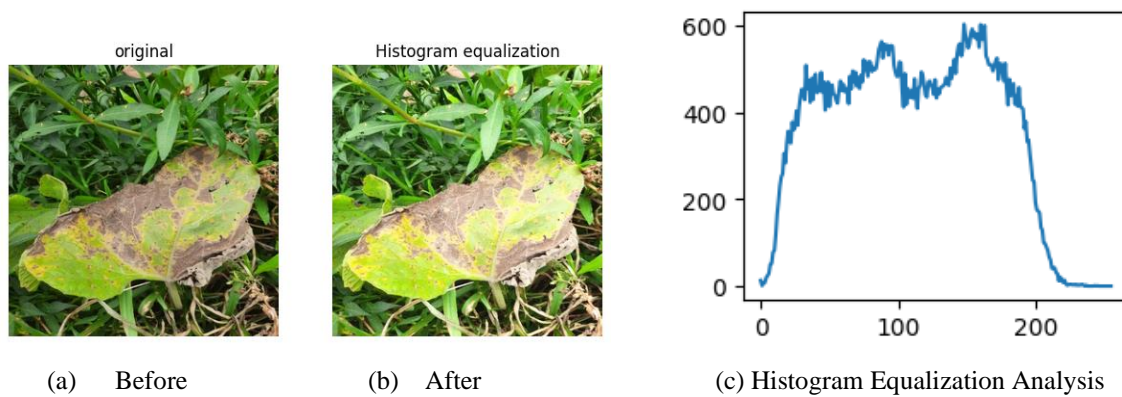 original
Histogram equalization
600
400
200
0
0 100 200
(a) Before
(b) After
(c) Histogram Equalization Analysis